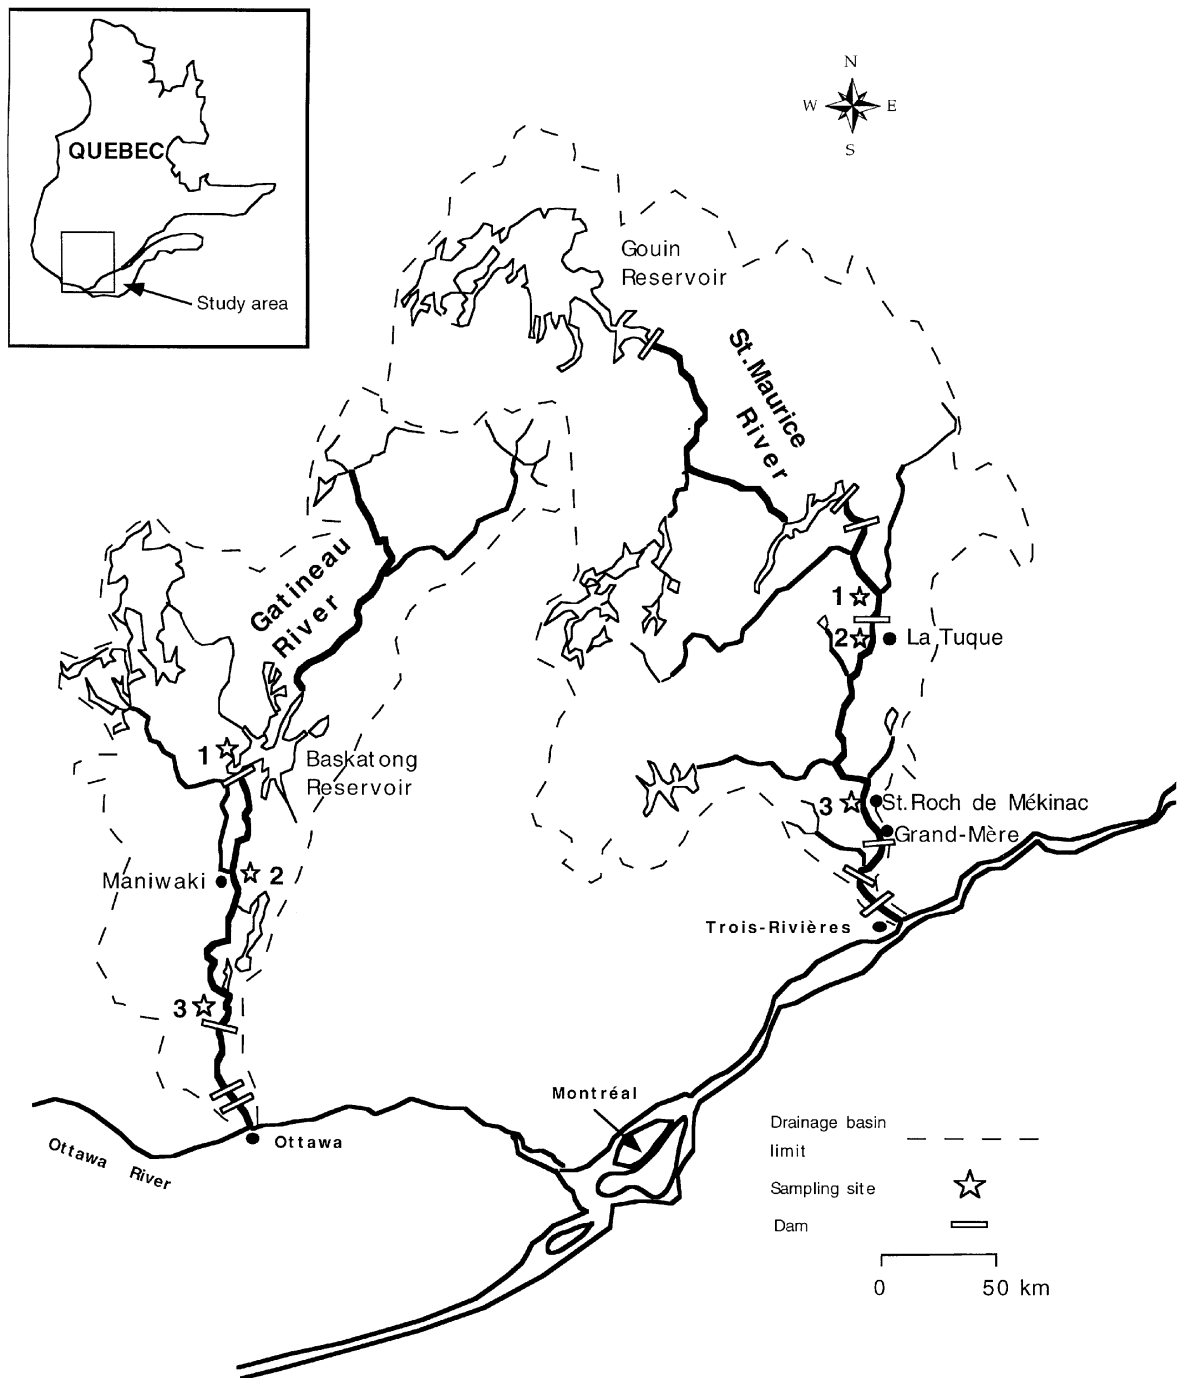 QUEBEC
Study area
N
W E
S
Gouin
Reservoir
St.Maurice
River
Gatineau
River
1
2
La Tuque
1
Baskatong
Reservoir
3
St.Roch de Mékinac
Grand-Mère
Maniwaki
2
Trois-Rivières
3
Montréal
Ottawa
Ottawa River
Drainage basin
limit
Sampling site
Dam
0 50 km